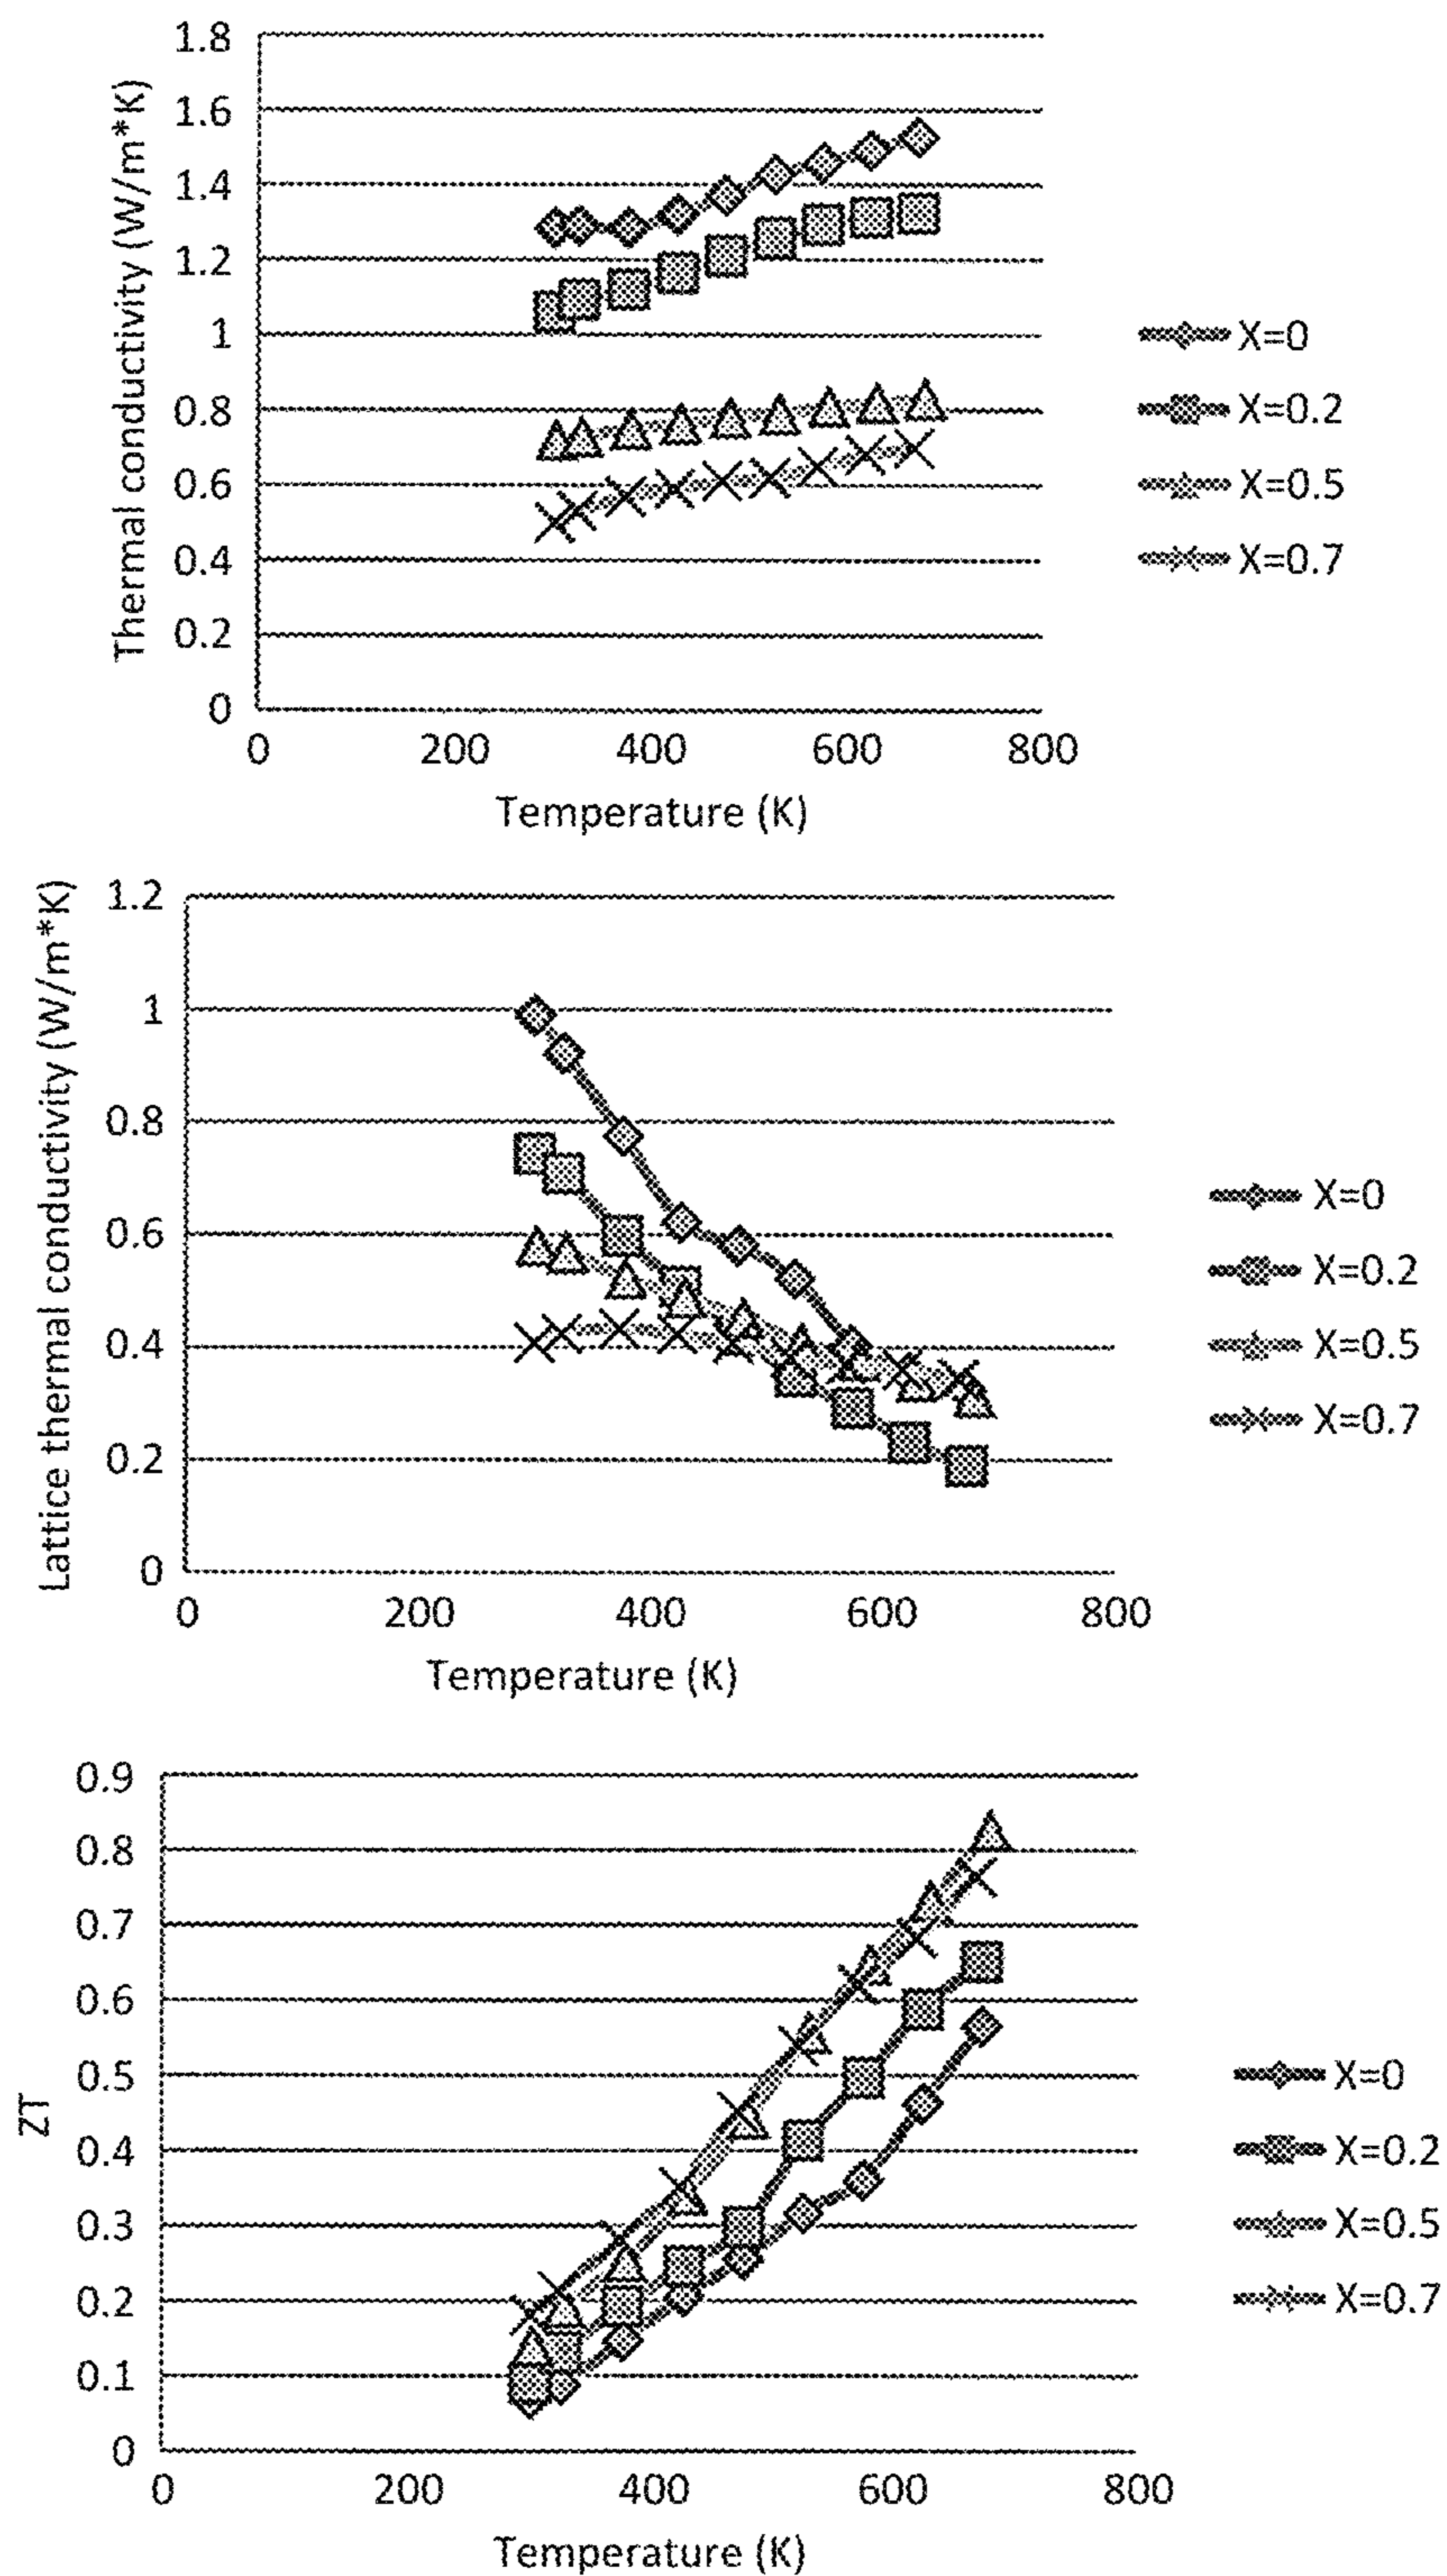 Thermal conductivity (W/m*K)
1.8
1.6
1.4
1.2
1
0.8
0.6
0.4
0.2
0
0 200 400 600 800
Temperature (K)
X=0
X=0.2
X=0.5
X=0.7
Lattice thermal conductivity (W/m*K)
1.2
1
0.8
0.6
0.4
0.2
0
0 200 400 600 800
Temperature (K)
X=0
X=0.2
X=0.5
X=0.7
ZT
0.9
0.8
0.7
0.6
0.5
0.4
0.3
0.2
0.1
0
0 200 400 600 800
Temperature (K)
X=0
X=0.2
X=0.5
X=0.7